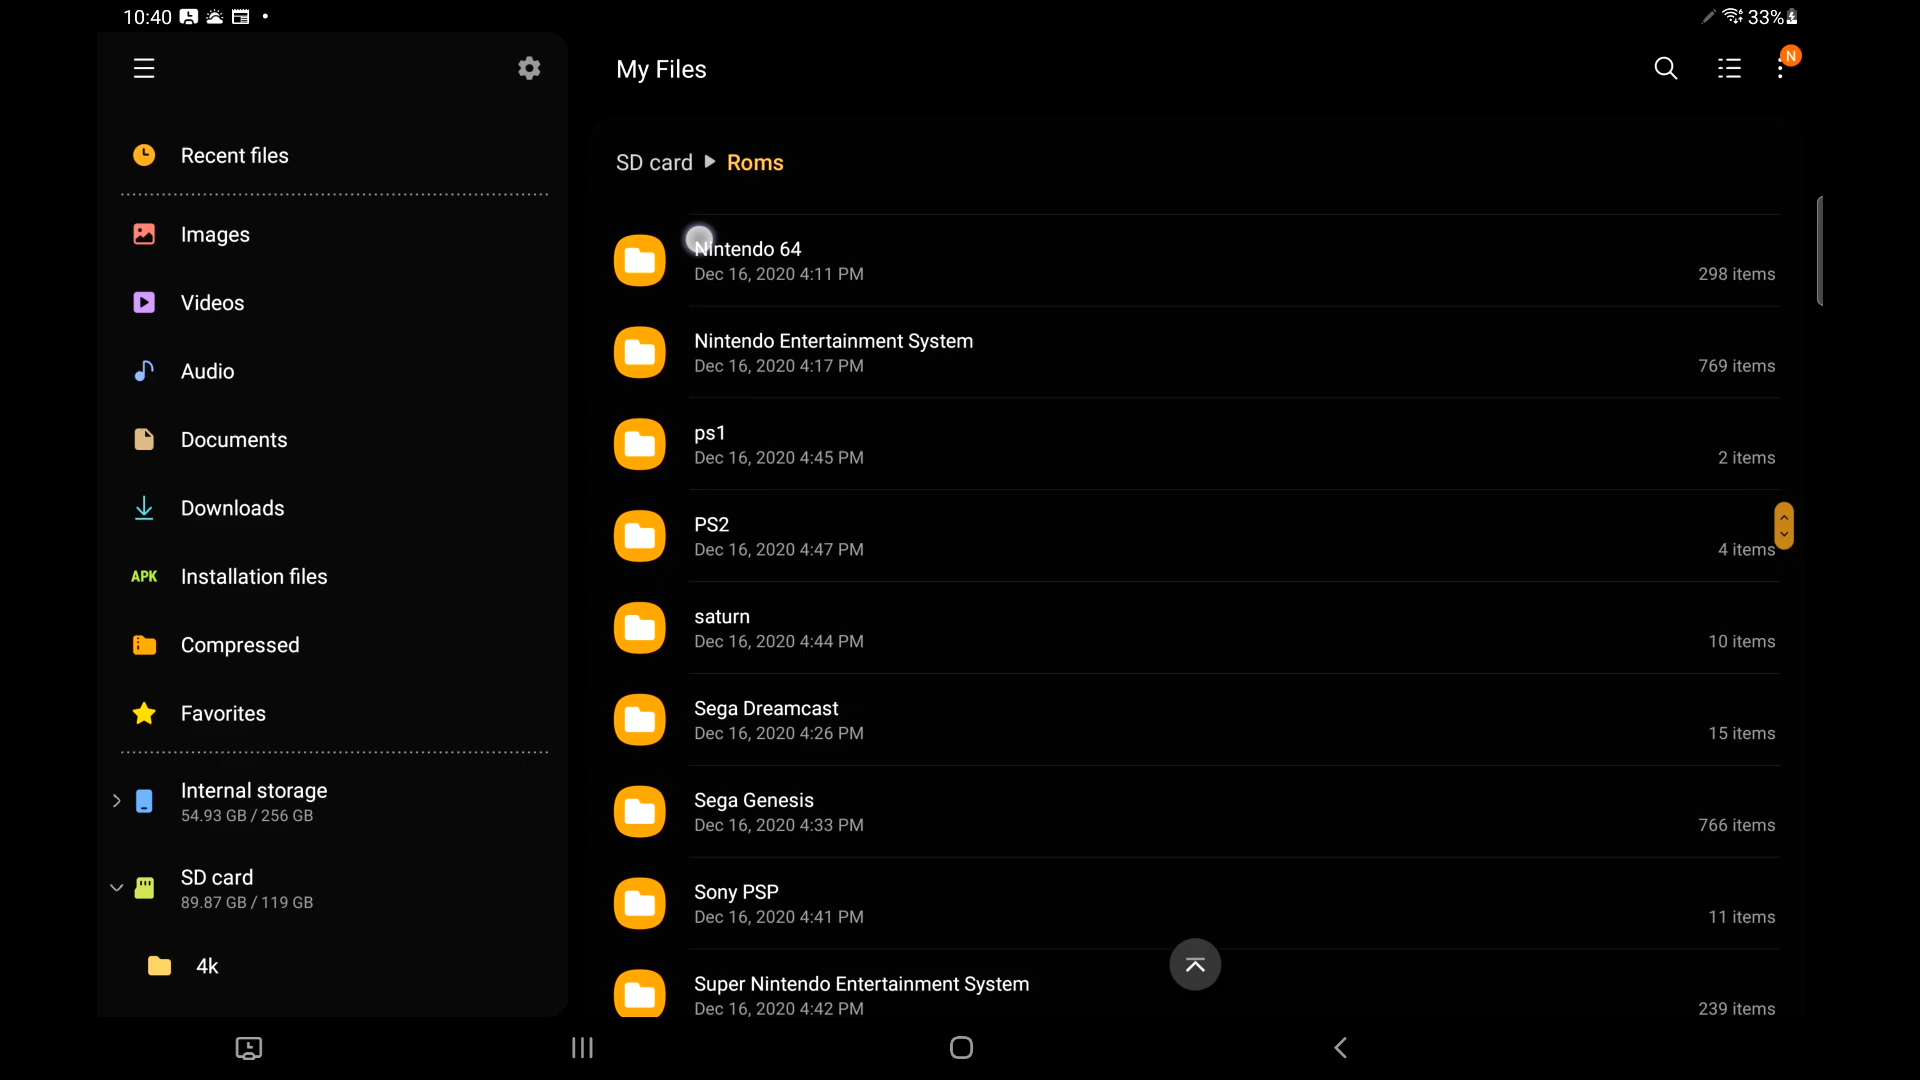 10:40
33%
My Files
N
Recent files
Images
Videos
Audio
Documents
Downloads
APK Installation files
Compressed
Favorites
Internal storage
54.93 GB / 256 GB
SD card
89.87 GB / 119 GB
4k
SD card Roms
Nintendo 64
Dec 16, 2020 4:11 PM 298 items
Nintendo Entertainment System
Dec 16, 2020 4:17 PM 769 items
ps1
Dec 16, 2020 4:45 PM 2 items
PS2
Dec 16, 2020 4:47 PM 4 items
saturn
Dec 16, 2020 4:44 PM 10 items
Sega Dreamcast
Dec 16, 2020 4:26 PM 15 items
Sega Genesis
Dec 16, 2020 4:33 PM 766 items
Sony PSP
Dec 16, 2020 4:41 PM 11 items
Super Nintendo Entertainment System
Dec 16, 2020 4:42 PM 239 items